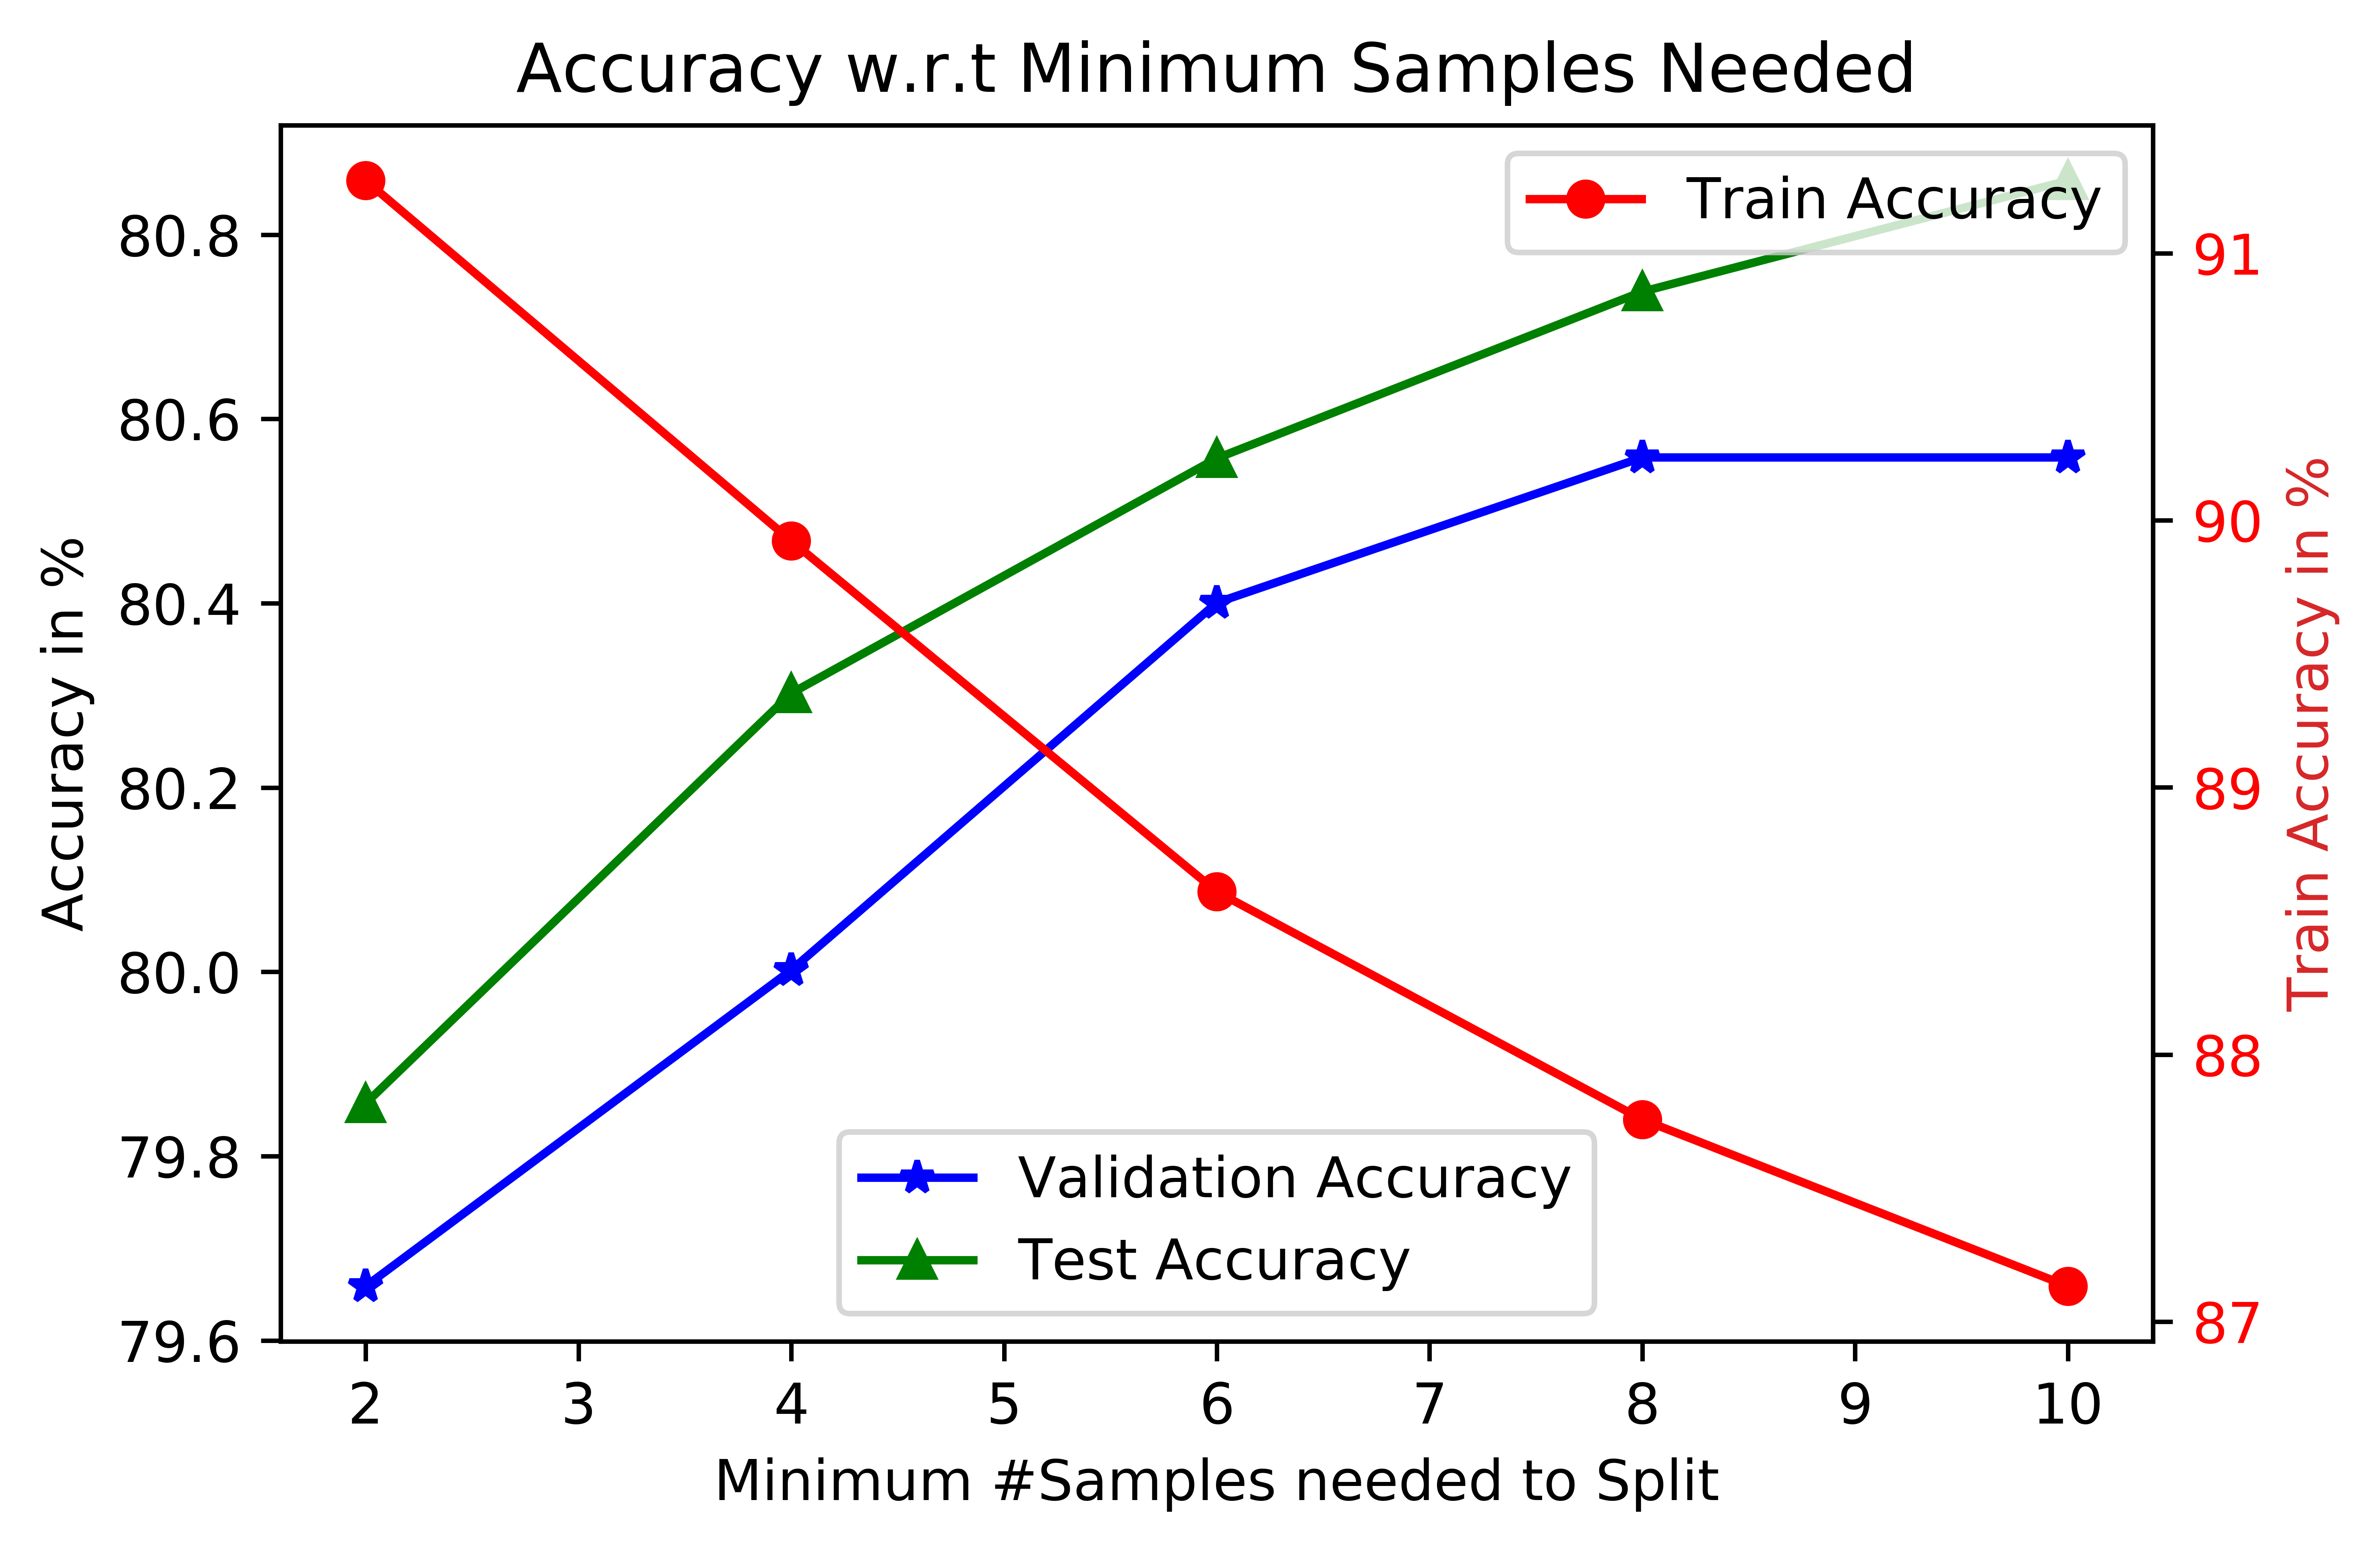 Accuracy w.r.t Minimum Samples Needed
Train Accuracy
80.8
80.6
80.4
80.2
80.0
79.8
79.6
Accuracy in %
91
90
89
88
87
Train Accuracy in %
Validation Accuracy
Test Accuracy
2 3 4 5 6 7 8 9 10
Minimum #Samples needed to Split